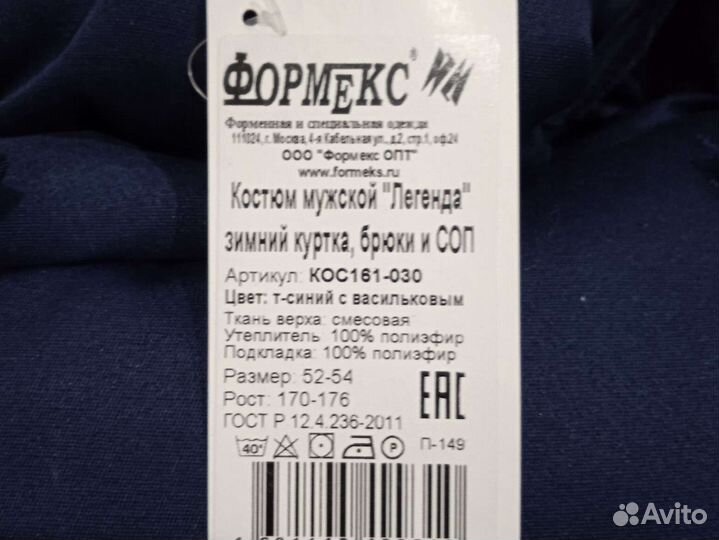 ФОРМЕКС®
Форменная и специальная одежда
111024, г. Москва, 4-я Кабельная ул., д.2, стр.1, оф.24
ООО "Формекс ОПТ"
www.formeks.ru
Костюм мужской "Легенда"
зимний куртка, брюки и СОП
Артикул: КОС161-030
Цвет: т-синий с васильковым
Ткань верха: смесовая
Утеплитель: 100% полиэфир
Подкладка: 100% полиэфир
Размер: 52-54
Рост: 170-176
ГОСТ Р 12.4.236-2011
EAC
40°
P
П-149
Avito